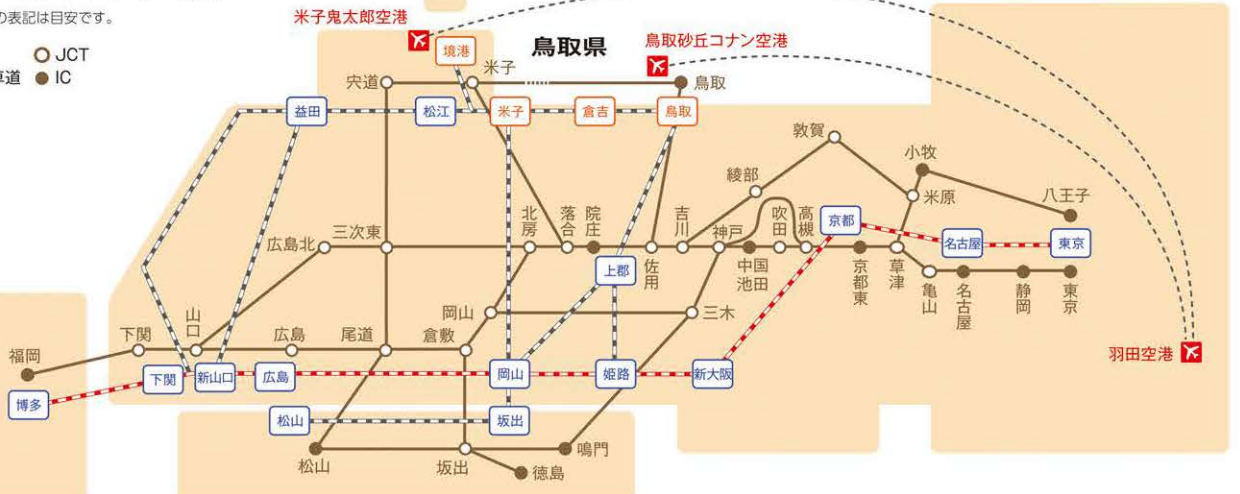 の表記は目安です。
JCT
車道
IC
米子鬼太郎空港
鳥取県
鳥取砂丘コナン空港
境港
米子
宍道
鳥取
益田
松江
米子
倉吉
鳥取
敦賀
小牧
綾部
米原
八王子
京都
名古屋
東京
広島北
三次東
北房
落合
院庄
佐用
吉川
神戸
中国池田
吹田
高槻
京都東
草津
亀山
名古屋
静岡
東京
上郡
岡山
三木
下関
山口
広島
尾道
倉敷
福岡
博多
下関
新山口
広島
岡山
姫路
新大阪
羽田空港
松山
坂出
松山
坂出
鳴門
徳島